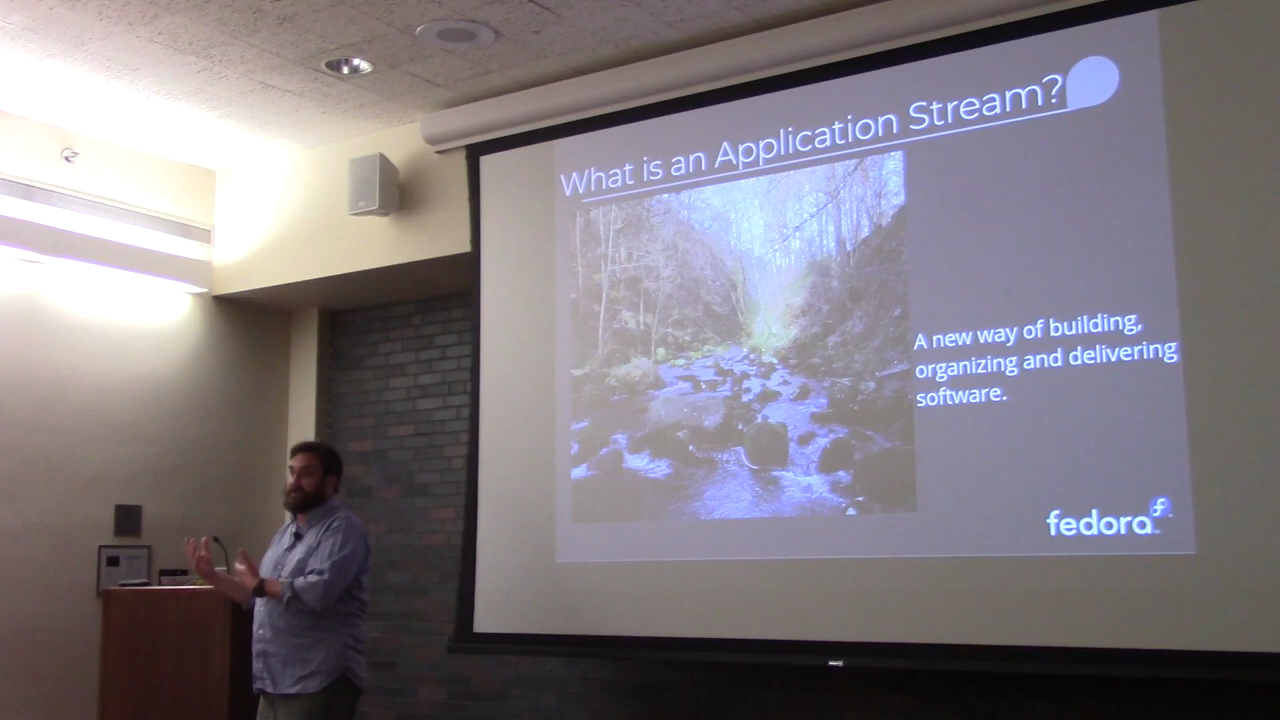 What is an Application Stream?
A new way of building,
organizing and delivering
software.
fedora